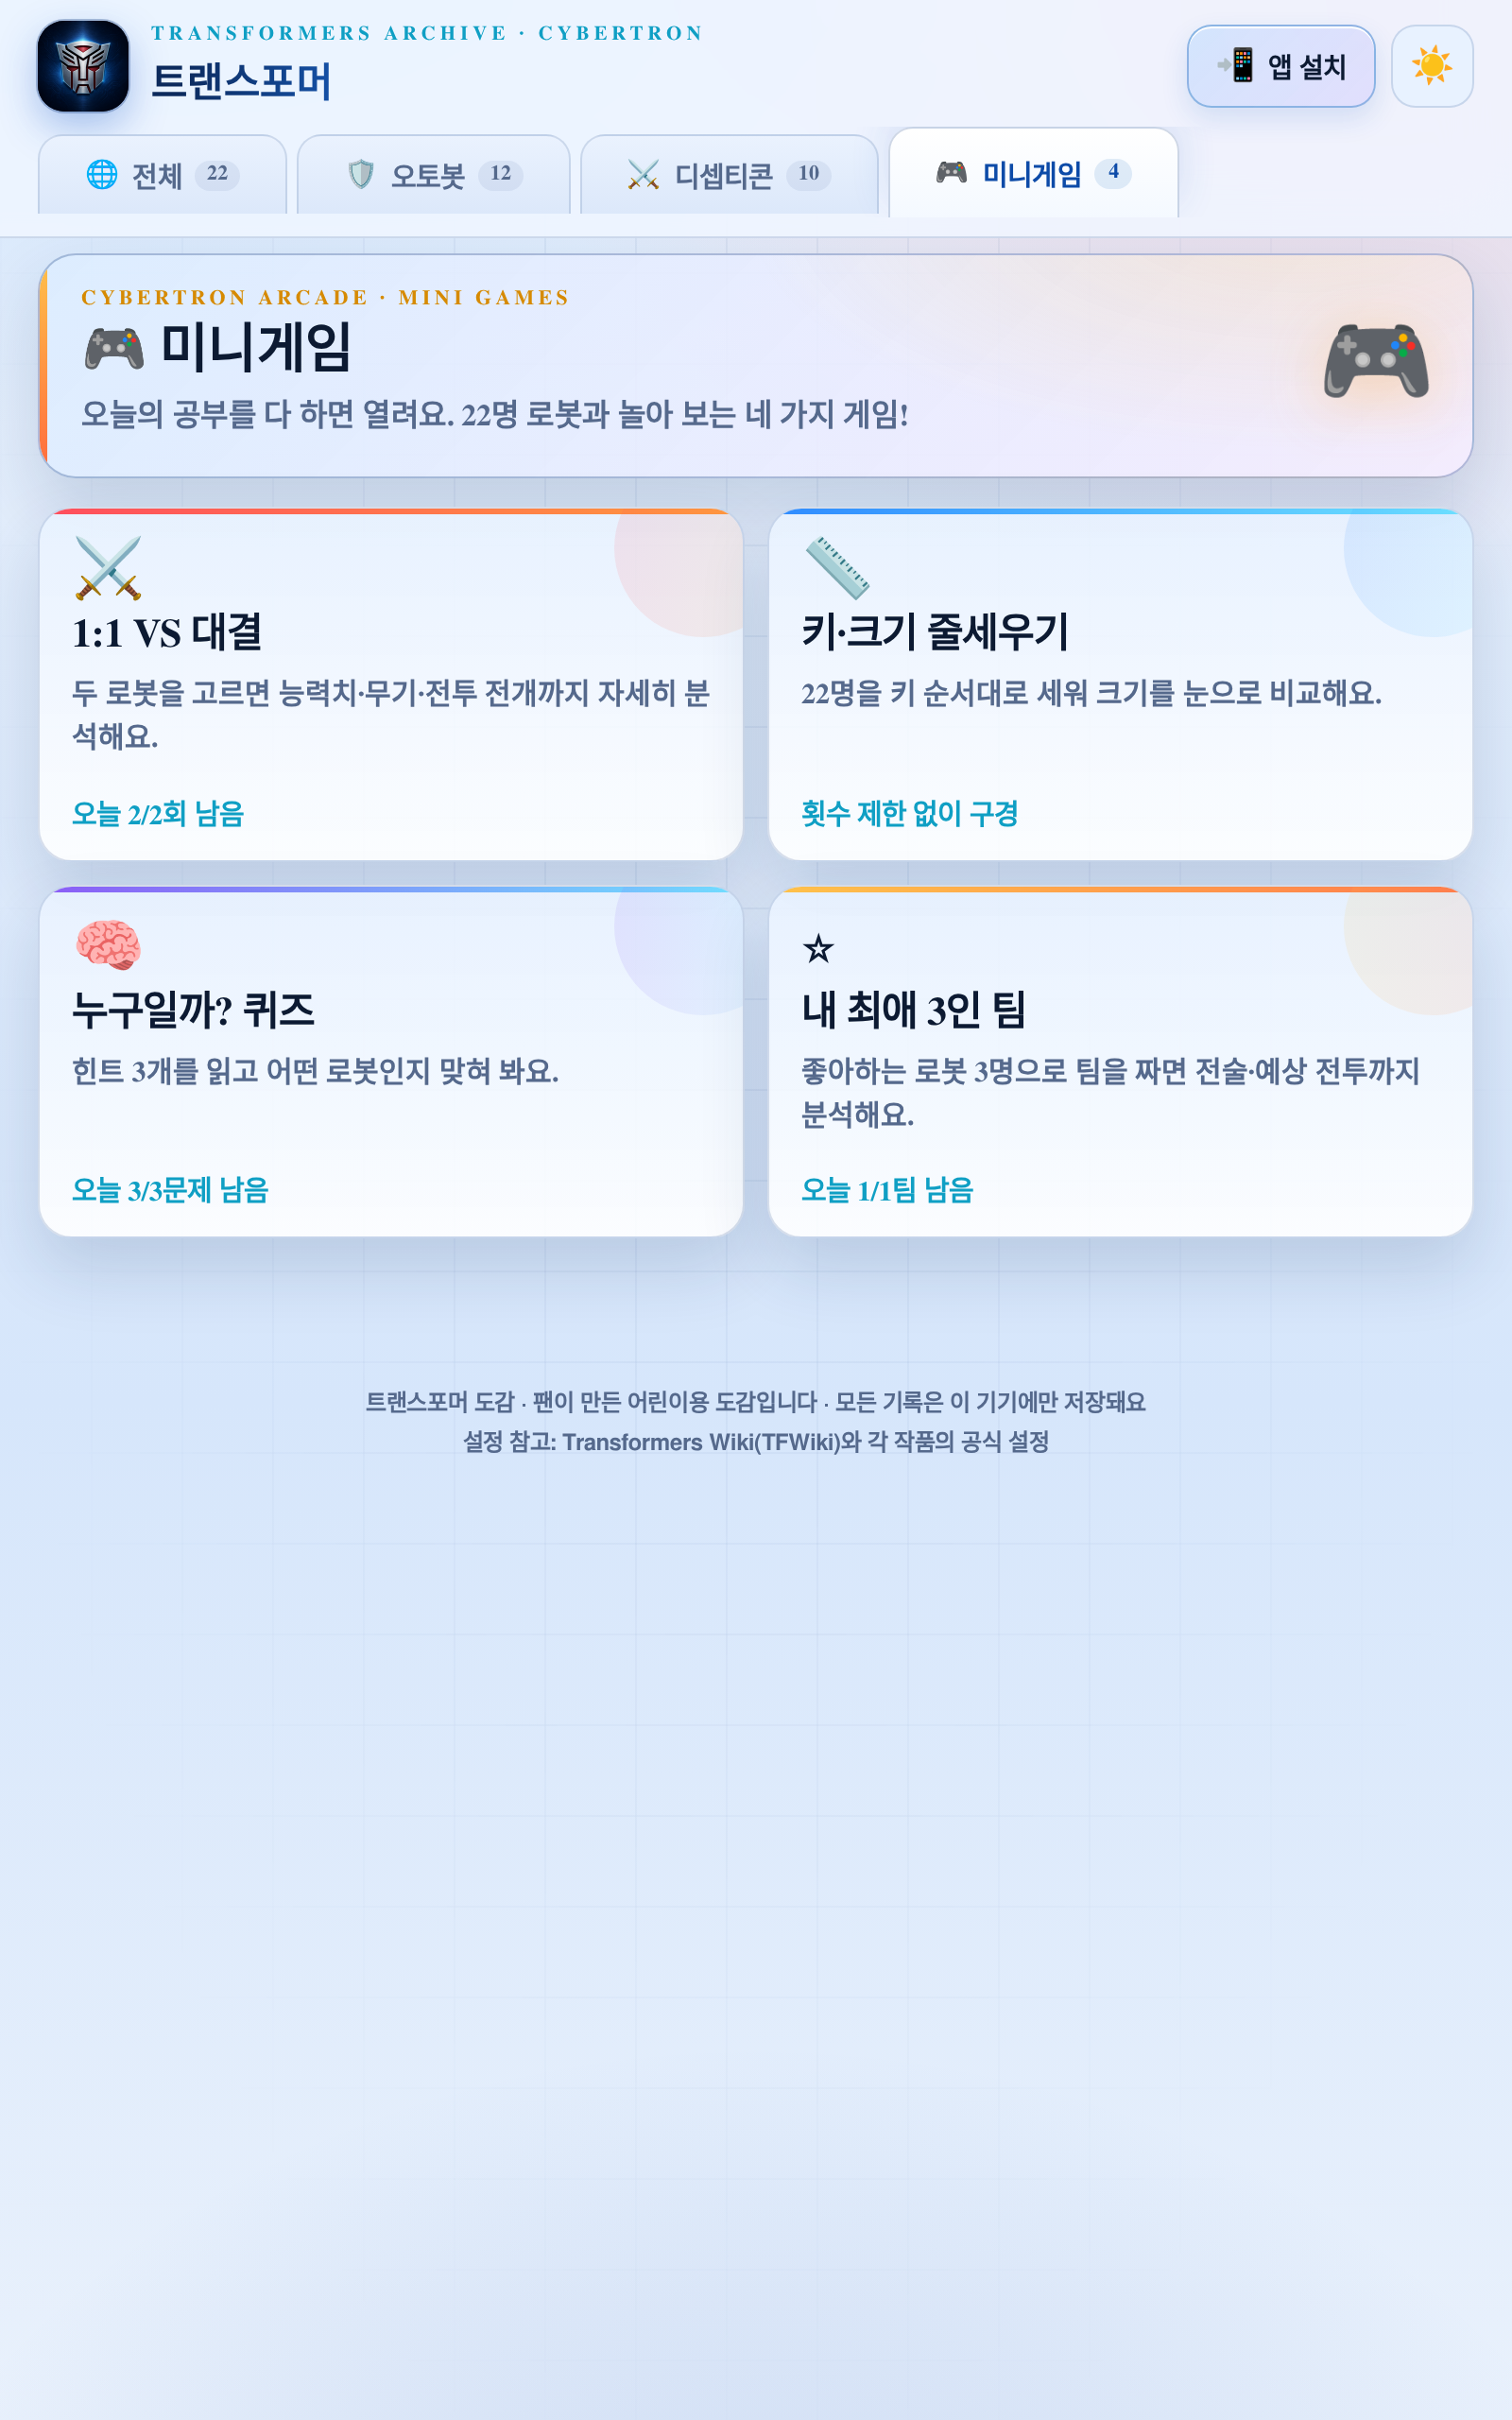 TRANSFORMERS ARCHIVE · CYBERTRON
트랜스포머
앱 설치
전체 22
오토봇 12
디셉티콘 10
미니게임 4
CYBERTRON ARCADE · MINI GAMES
미니게임
오늘의 공부를 다 하면 열려요. 22명 로봇과 놀아 보는 네 가지 게임!
1:1 VS 대결
두 로봇을 고르면 능력치·무기·전투 전개까지 자세히 분
석해요.
오늘 2/2회 남음
키·크기 줄세우기
22명을 키 순서대로 세워 크기를 눈으로 비교해요.
횟수 제한 없이 구경
누구일까? 퀴즈
힌트 3개를 읽고 어떤 로봇인지 맞혀 봐요.
오늘 3/3문제 남음
☆
내 최애 3인 팀
좋아하는 로봇 3명으로 팀을 짜면 전술·예상 전투까지
분석해요.
오늘 1/1팀 남음
트랜스포머 도감 · 팬이 만든 어린이용 도감입니다 · 모든 기록은 이 기기에만 저장돼요
설정 참고: Transformers Wiki(TFWiki)와 각 작품의 공식 설정